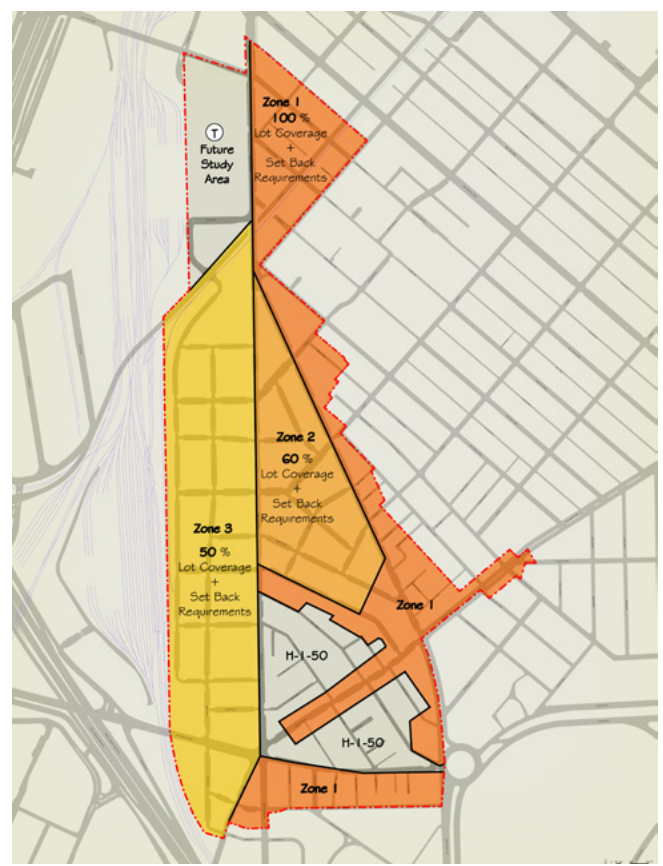 Zone 1
100 %
Lot Coverage
+
Set Back
Requirements
T
Future
Study
Area
Zone 2
60 %
Lot Coverage
+
Set Back
Requirements
Zone 3
50 %
Lot Coverage
+
Set Back
Requirements
Zone 1
H-1-50
H-1-50
Zone 1